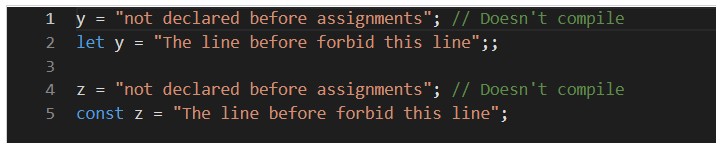 1 y = "not declared before assignments"; // Doesn't compile
2 let y = "The line before forbid this line";;
3
4 z = "not declared before assignments"; // Doesn't compile
5 const z = "The line before forbid this line";